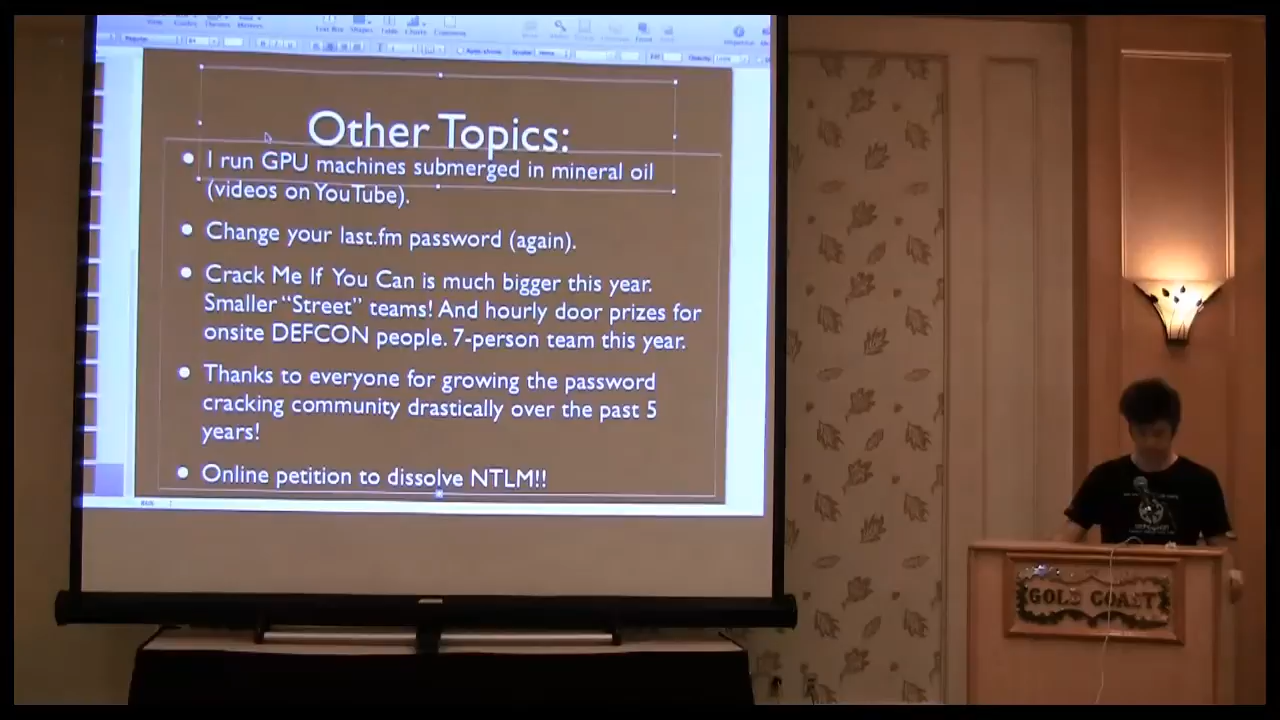 Other Topics:
I run GPU machines submerged in mineral oil
(videos on YouTube).
Change your last.fm password (again).
Crack Me If You Can is much bigger this year.
Smaller “Street” teams! And hourly door prizes for
onsite DEFCON people. 7-person team this year.
Thanks to everyone for growing the password
cracking community drastically over the past 5
years!
Online petition to dissolve NTLM!!
GOLD COAST